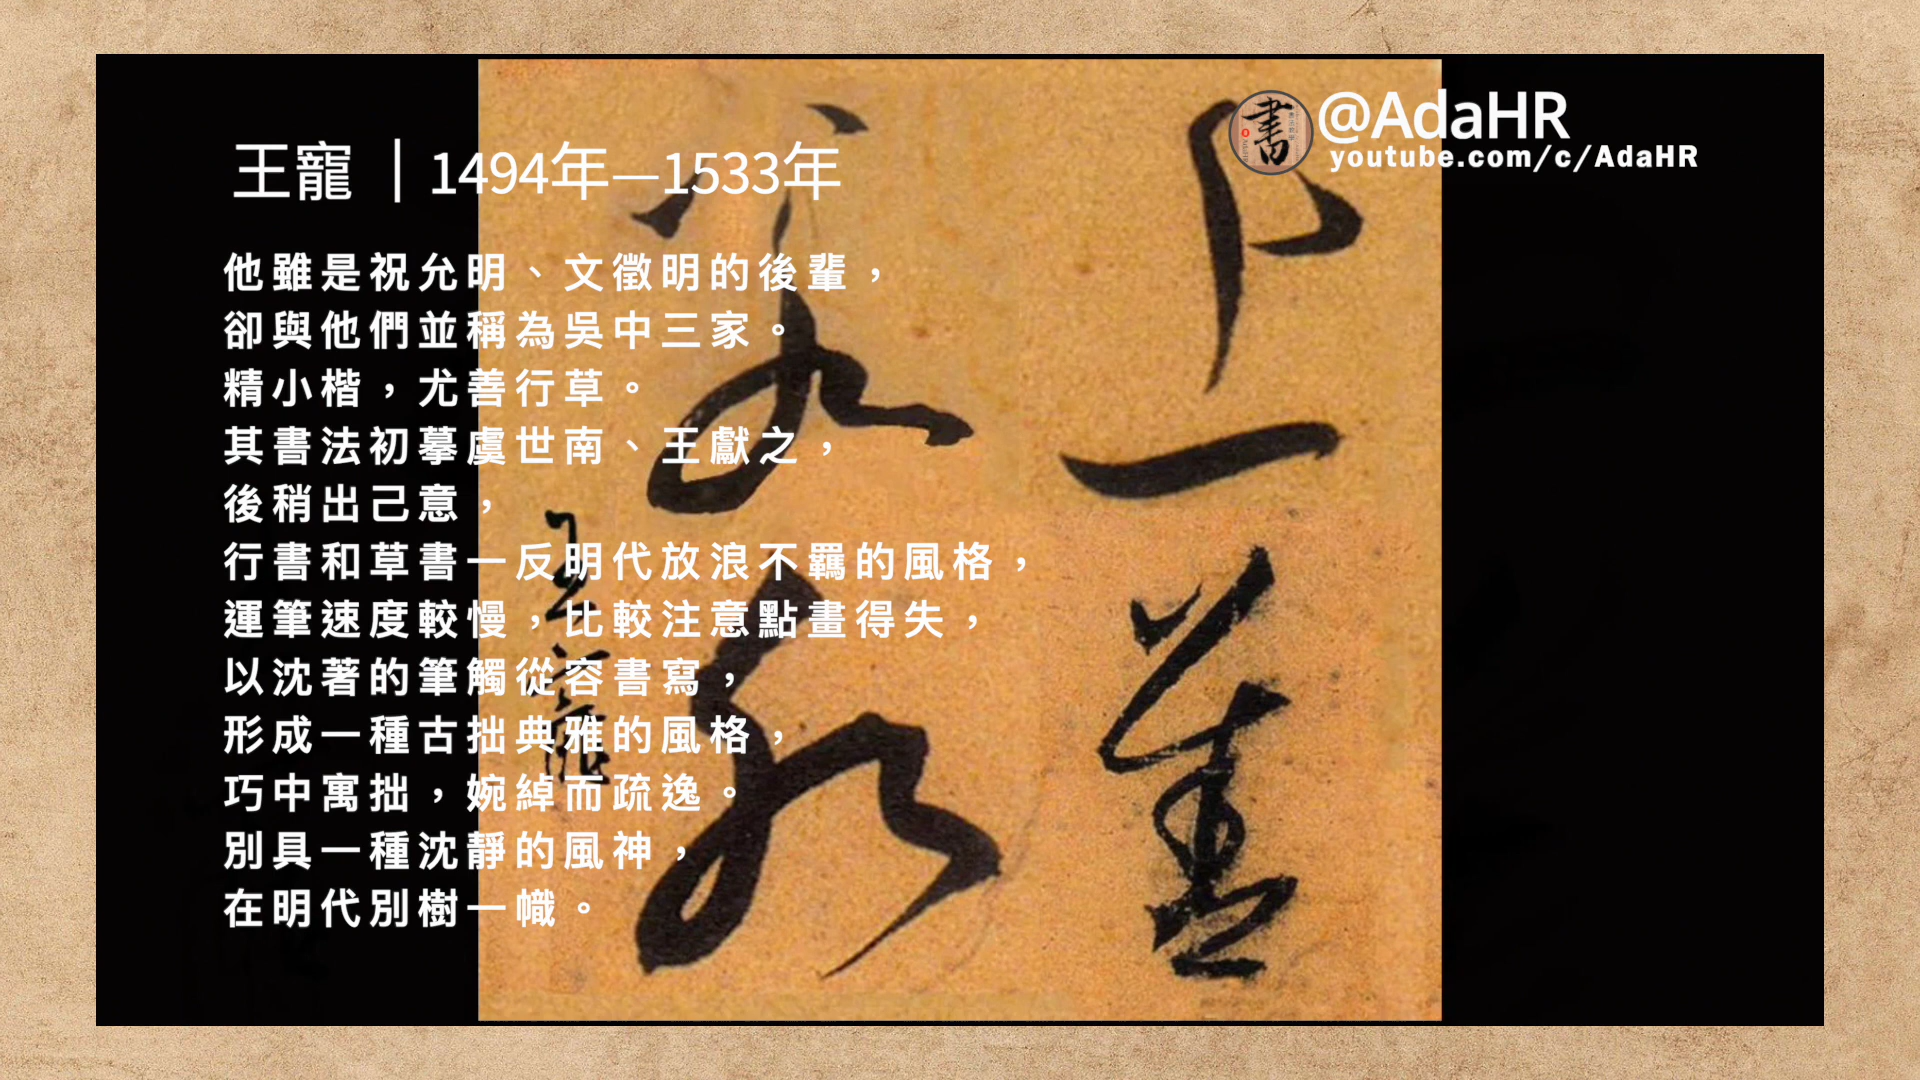 王寵｜1494年—1533年
他雖是祝允明、文徵明的後輩，
卻與他們並稱為吳中三家。
精小楷，尤善行草。
其書法初摹虞世南、王獻之，
後稍出己意，
行書和草書一反明代放浪不羈的風格，
運筆速度較慢，比較注意點畫得失，
以沈著的筆觸從容書寫，
形成一種古拙典雅的風格，
巧中寓拙，婉綽而疏逸。
別具一種沈靜的風神，
在明代別樹一幟。
@AdaHR
youtube.com/c/AdaHR
書
上善
若水
王寵